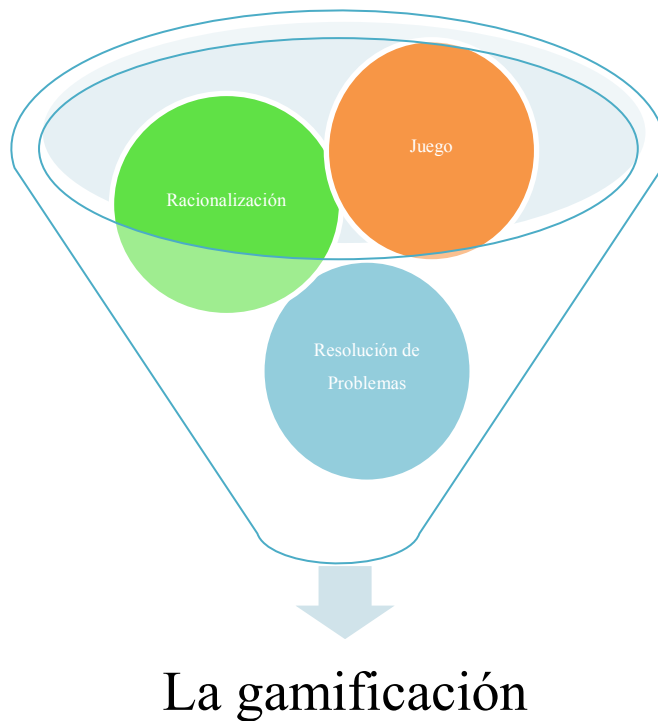 Juego
Racionalización
Resolución de
Problemas
La gamificación